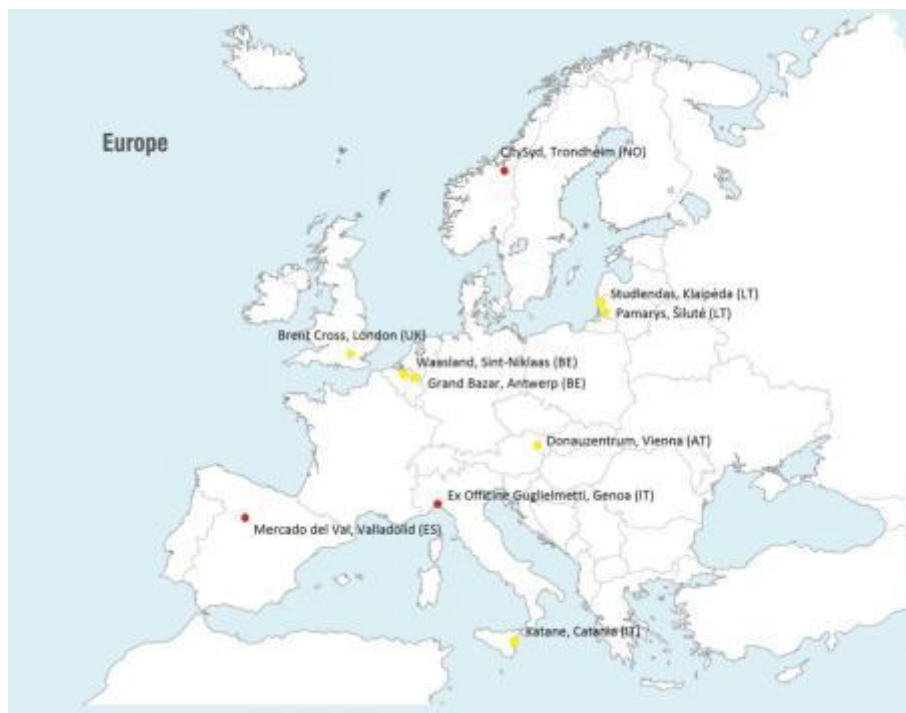 Europe
CitySyd, Trondheim (NO)
Studlendas, Klaipėda (LT)
Pamarys, Šilutė (LT)
Brent Cross, London (UK)
Waasland, Sint-Niklaas (BE)
Grand Bazar, Antwerp (BE)
Donauzentrum, Vienna (AT)
Ex Officine Guglielmetti, Genoa (IT)
Mercado del Val, Valladolid (ES)
Katane, Catania (IT)